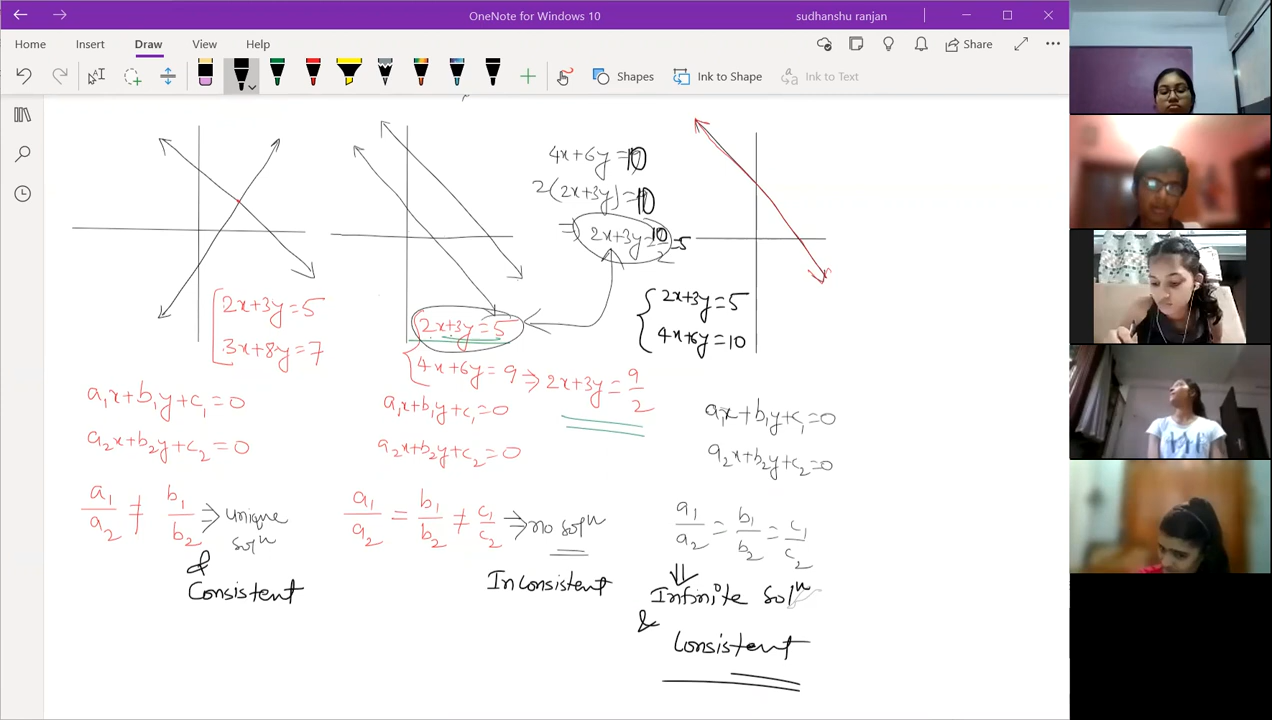 OneNote for Windows 10
sudhanshu ranjan
Home Insert Draw View Help
Share
Shapes Ink to Shape Ink to Text
2x+3y=5
3x+8y=7
a₁x+b₁y+c₁=0
a₂x+b₂y+c₂=0
a₁/a₂ ≠ b₁/b₂ ⇒ unique
solⁿ
&
Consistent
4x+6y=10
2(2x+3y)=10
⇒ 2x+3y=10/2=5
2x+3y=5
4x+6y=9 ⇒ 2x+3y=9/2
a₁x+b₁y+c₁=0
a₂x+b₂y+c₂=0
a₁/a₂ = b₁/b₂ ≠ c₁/c₂ ⇒ no solⁿ
Inconsistent
2x+3y=5
4x+6y=10
a₁x+b₁y+c₁=0
a₂x+b₂y+c₂=0
a₁/a₂ = b₁/b₂ = c₁/c₂
⇓
Infinite solⁿ
&
Consistent